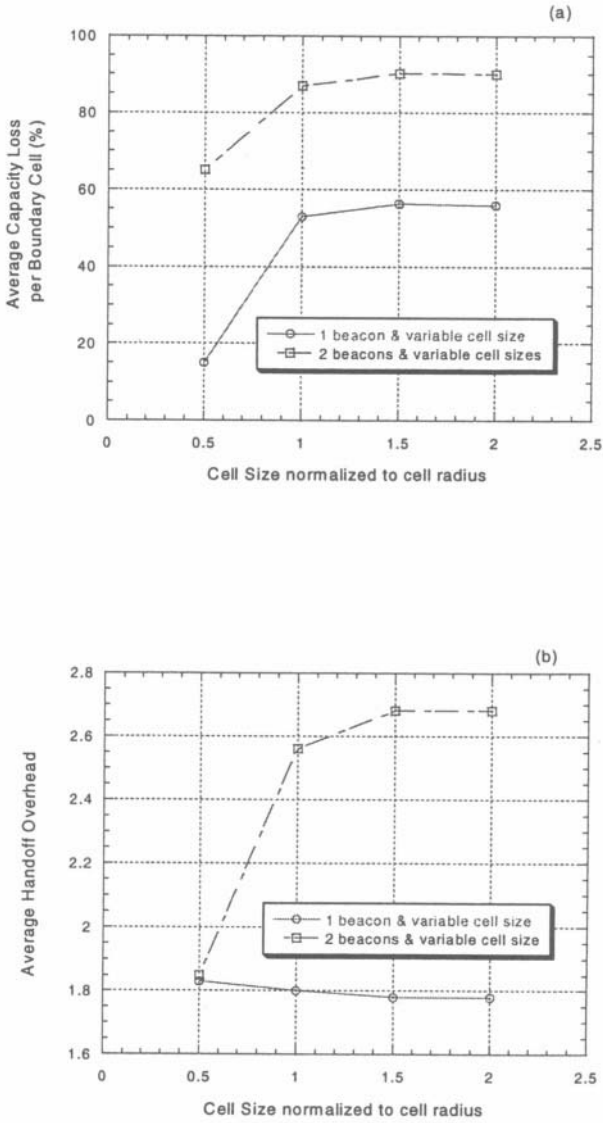 (a)
100
80
60
40
20
0
Average Capacity Loss
per Boundary Cell (%)
1 beacon & variable cell size
2 beacons & variable cell sizes
0 0.5 1 1.5 2 2.5
Cell Size normalized to cell radius
(b)
2.8
2.6
2.4
2.2
2
1.8
1.6
Average Handoff Overhead
1 beacon & variable cell size
2 beacons & variable cell size
0 0.5 1 1.5 2 2.5
Cell Size normalized to cell radius